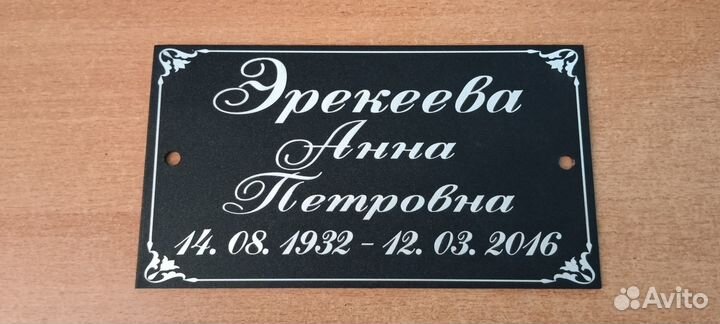 Эрекеева
Анна
Петровна
14. 08. 1932 - 12. 03. 2016
Avito